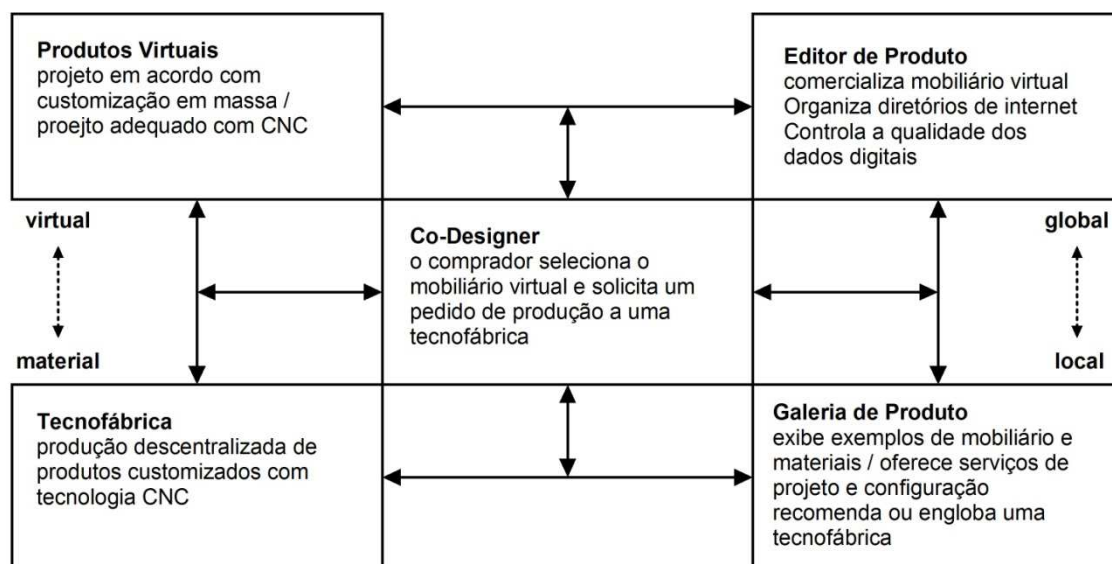 Produtos Virtuais
projeto em acordo com
customização em massa /
proejto adequado com CNC
Editor de Produto
comercializa mobiliário virtual
Organiza diretórios de internet
Controla a qualidade dos
dados digitais
virtual
material
Co-Designer
o comprador seleciona o
mobiliário virtual e solicita um
pedido de produção a uma
tecnofábrica
global
local
Tecnofábrica
produção descentralizada de
produtos customizados com
tecnologia CNC
Galeria de Produto
exibe exemplos de mobiliário e
materiais / oferece serviços de
projeto e configuração
recomenda ou engloba uma
tecnofábrica